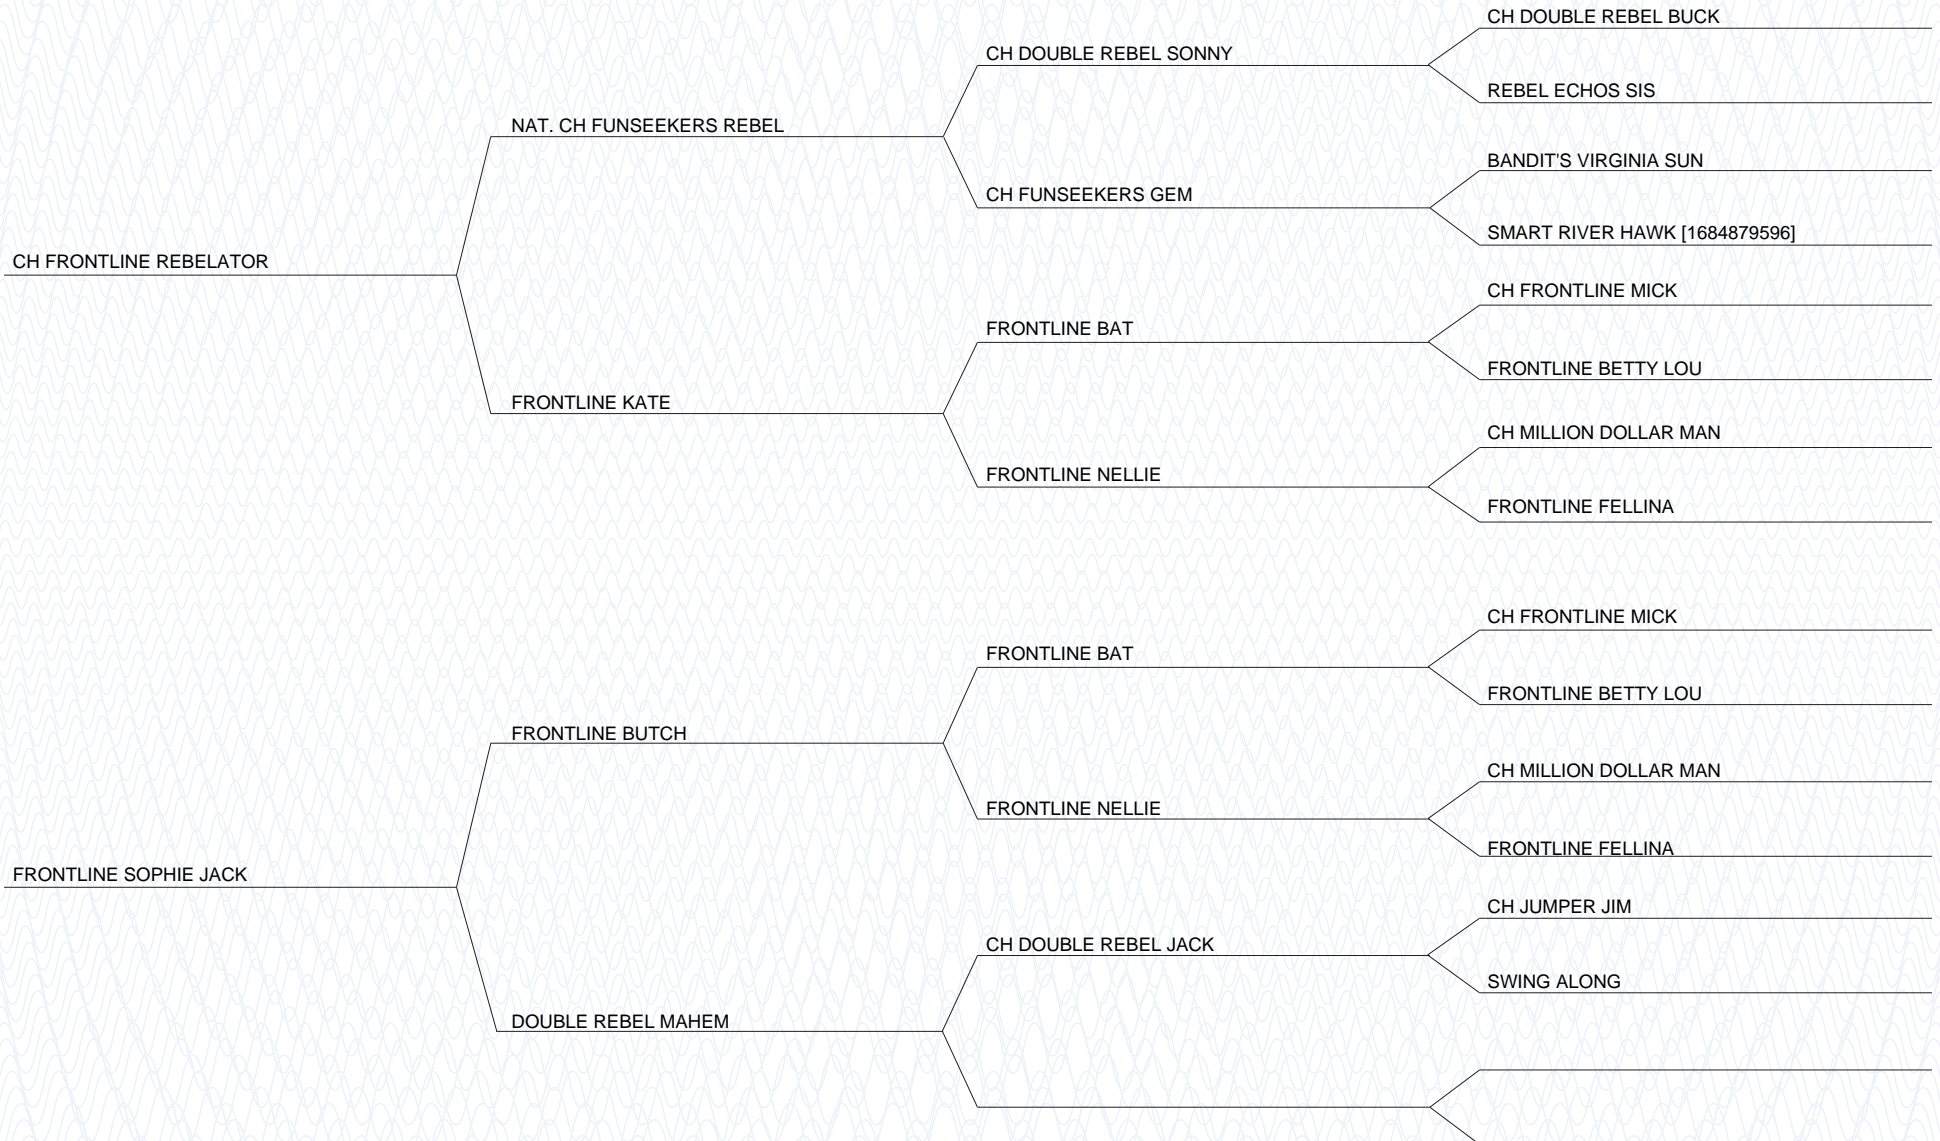 CH DOUBLE REBEL BUCK
CH DOUBLE REBEL SONNY
REBEL ECHOS SIS
NAT. CH FUNSEEKERS REBEL
BANDIT'S VIRGINIA SUN
CH FUNSEEKERS GEM
SMART RIVER HAWK [1684879596]
CH FRONTLINE REBELATOR
CH FRONTLINE MICK
FRONTLINE BAT
FRONTLINE BETTY LOU
FRONTLINE KATE
CH MILLION DOLLAR MAN
FRONTLINE NELLIE
FRONTLINE FELLINA
CH FRONTLINE MICK
FRONTLINE BAT
FRONTLINE BETTY LOU
FRONTLINE BUTCH
CH MILLION DOLLAR MAN
FRONTLINE NELLIE
FRONTLINE FELLINA
FRONTLINE SOPHIE JACK
CH JUMPER JIM
CH DOUBLE REBEL JACK
SWING ALONG
DOUBLE REBEL MAHEM